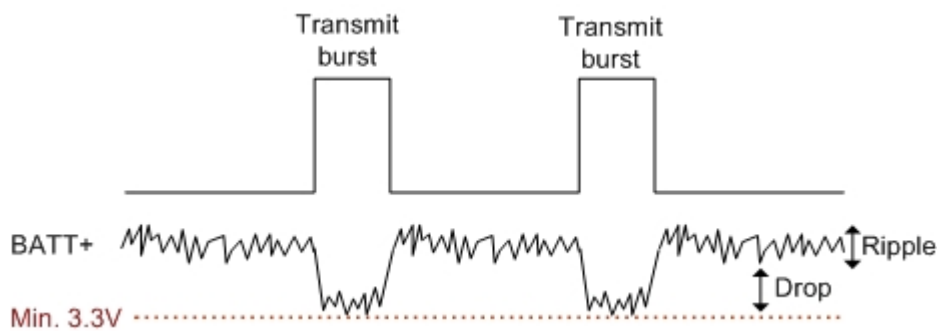 Transmit
burst
Transmit
burst
BATT+
Ripple
Drop
Min. 3.3V